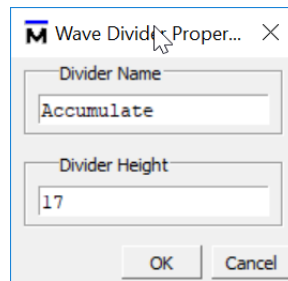 Wave Divider Proper...
Divider Name
Accumulate
Divider Height
17
OK
Cancel